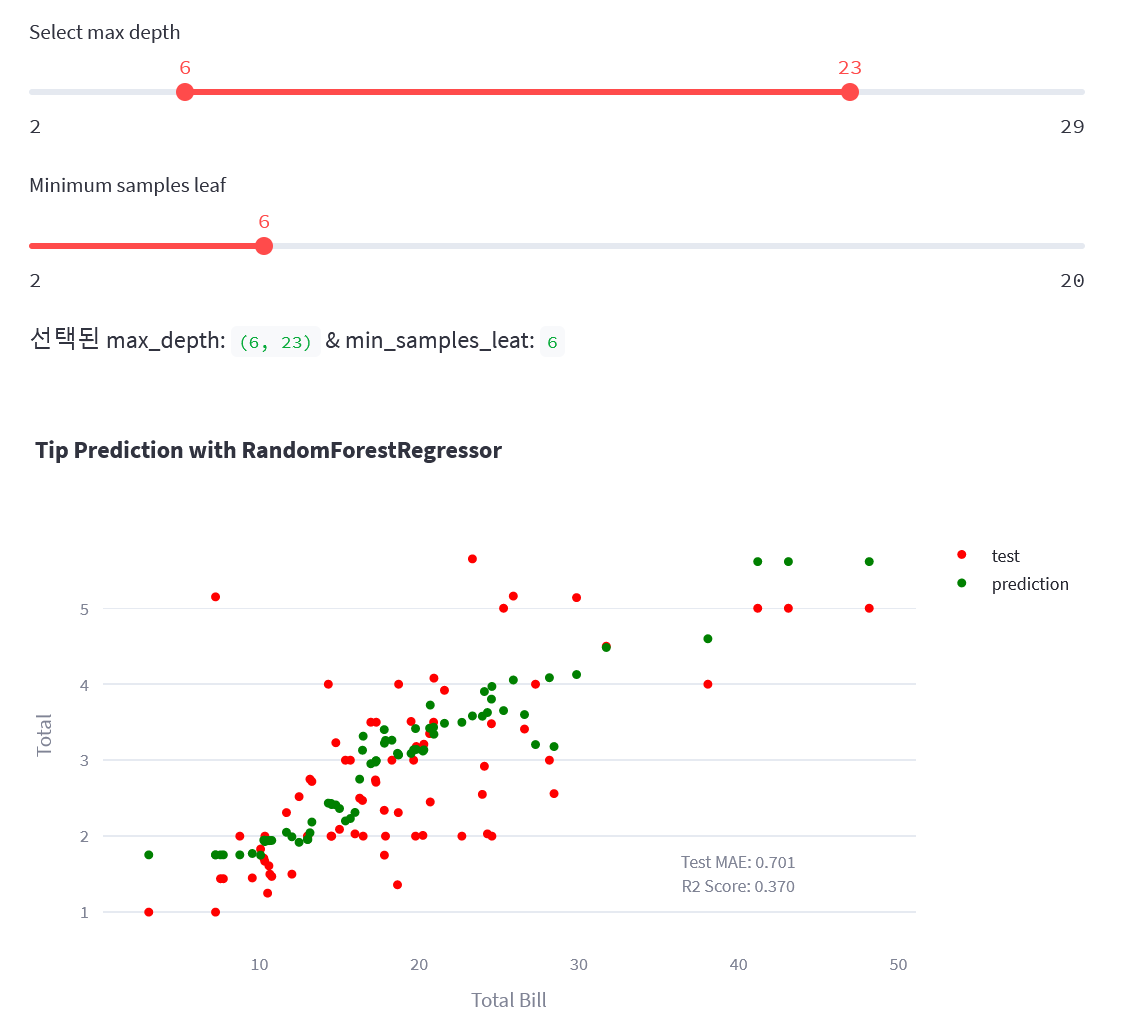 Select max depth
6 23
2 29
Minimum samples leaf
6
2 20
선택된 max_depth: (6, 23) & min_samples_leat: 6
Tip Prediction with RandomForestRegressor
test
prediction
5
4
3
2
1
Total
Test MAE: 0.701
R2 Score: 0.370
10 20 30 40 50
Total Bill